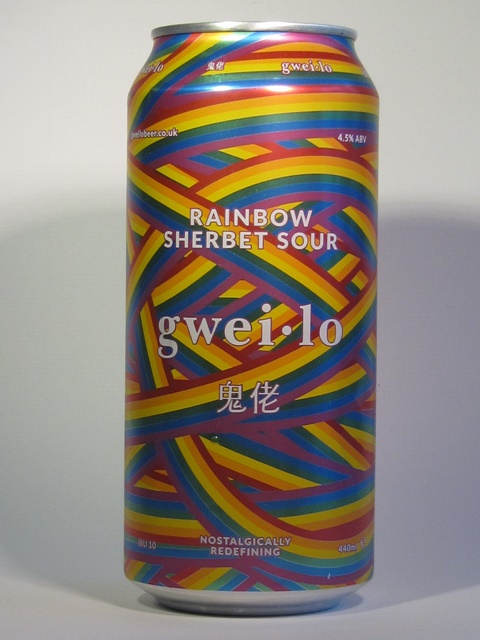 鬼佬
gwei.lo
gweilobeer.co.uk
4.5% ABV
RAINBOW
SHERBET SOUR
gwei·lo
鬼佬
IBU 10
NOSTALGICALLY
REDEFINING
440ml